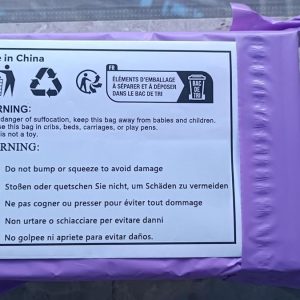 e in China
FR
ÉLÉMENTS D'EMBALLAGE
À SÉPARER ET À DÉPOSER
DANS LE BAC DE TRI
BAC
DE
TRI
RNING:
danger of suffocation, keep this bag away from babies and children.
se this bag in cribs, beds, carriages, or play pens.
is not a toy.
RNING:
Do not bump or squeeze to avoid damage
Stoßen oder quetschen Sie nicht, um Schäden zu vermeiden
Ne pas cogner ou presser pour éviter tout dommage
Non urtare o schiacciare per evitare danni
No golpee ni apriete para evitar daños.